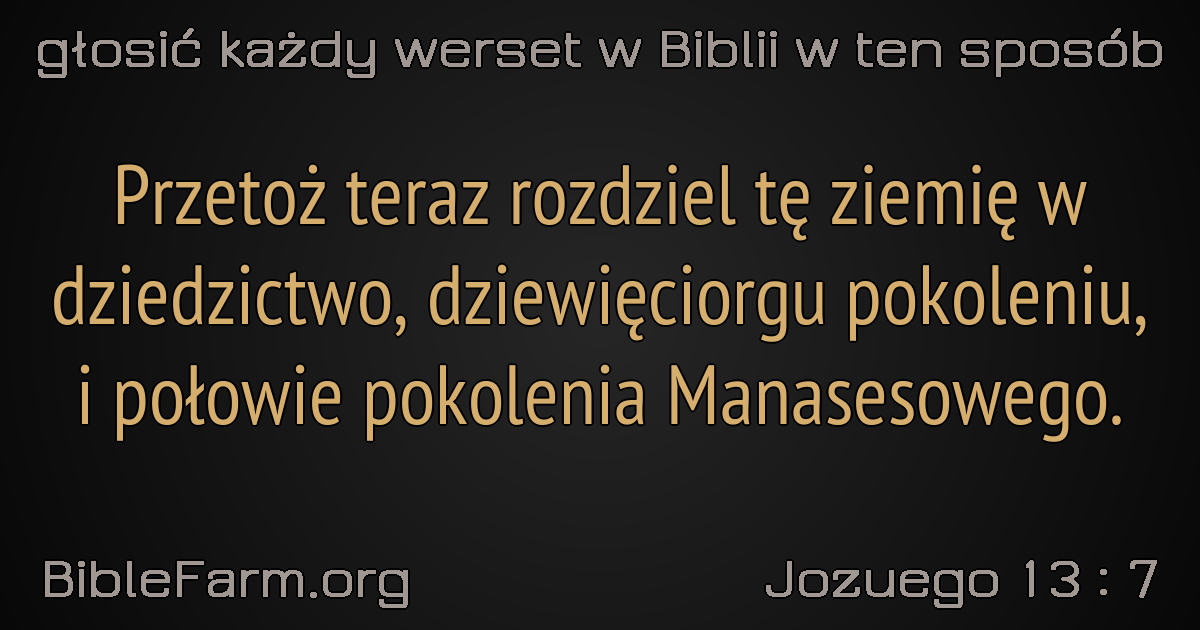 głosić każdy werset w Biblii w ten sposób
Przetoż teraz rozdziel tę ziemię w
dziedzictwo, dziewięciorgu pokoleniu,
i połowie pokolenia Manasesowego.
BibleFarm.org
Jozuego 13 : 7